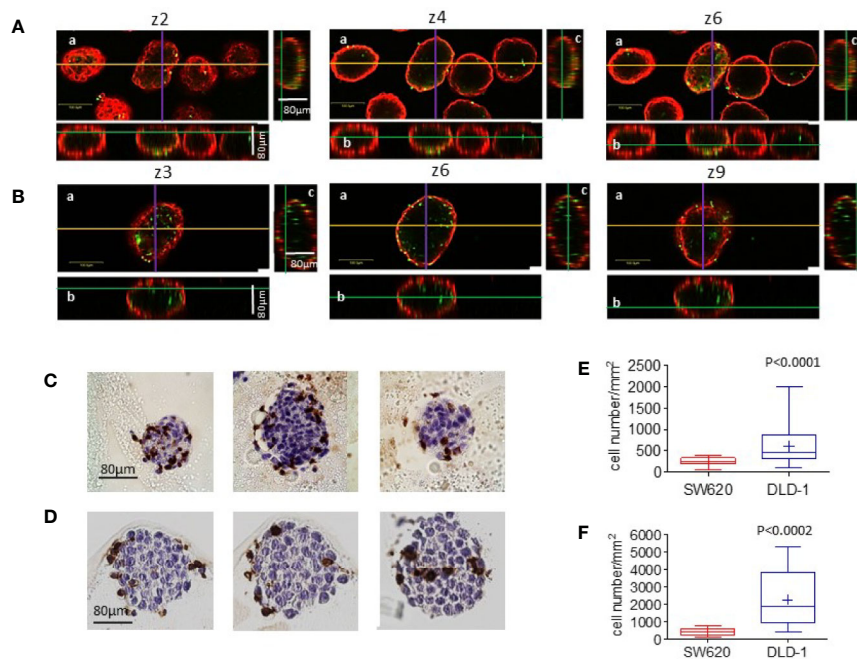 z2 z4 z6
A
a a c a
80μm
b b
80μm
z3 z6 z9
B
a c a a
80μm
b b b
80μm
C
80μm
D
80μm
E
P<0.0001
cell number/mm²
2500
2000
1500
1000
500
0
SW620 DLD-1
F
P<0.0002
cell number/mm²
6000
5000
4000
3000
2000
1000
0
SW620 DLD-1